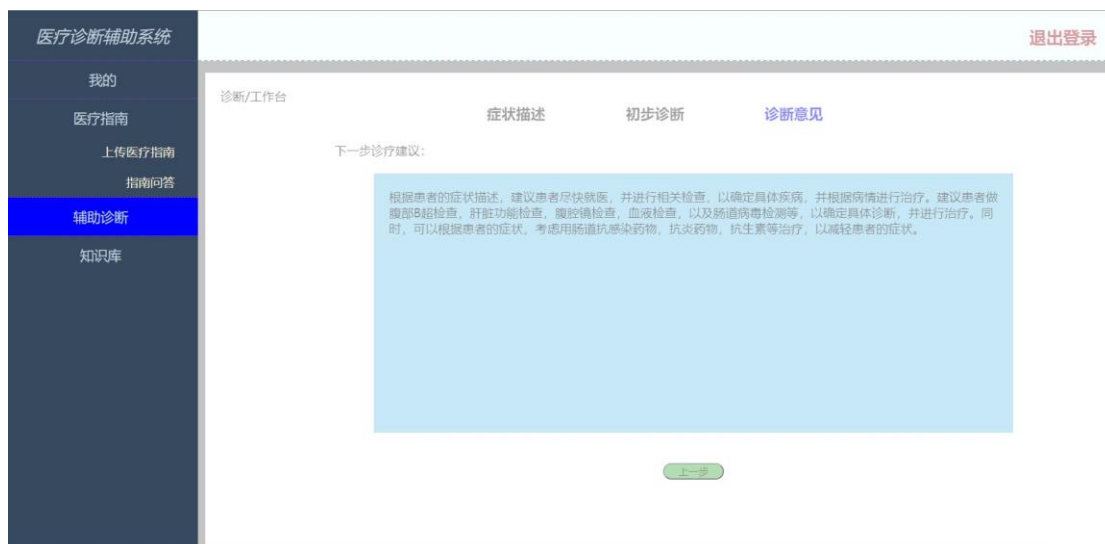 医疗诊断辅助系统
退出登录
我的
医疗指南
上传医疗指南
指南问答
辅助诊断
知识库
诊断/工作台
症状描述
初步诊断
诊断意见
下一步诊疗建议：
根据患者的症状描述，建议患者尽快就医，并进行相关检查，以确定具体疾病，并根据病情进行治疗。建议患者做
腹部B超检查，肝脏功能检查，腹腔镜检查，血液检查，以及肠道病毒检测等，以确定具体诊断，并进行治疗。同
时，可以根据患者的症状，考虑用肠道抗感染药物，抗炎药物，抗生素等治疗，以减轻患者的症状。
上一步